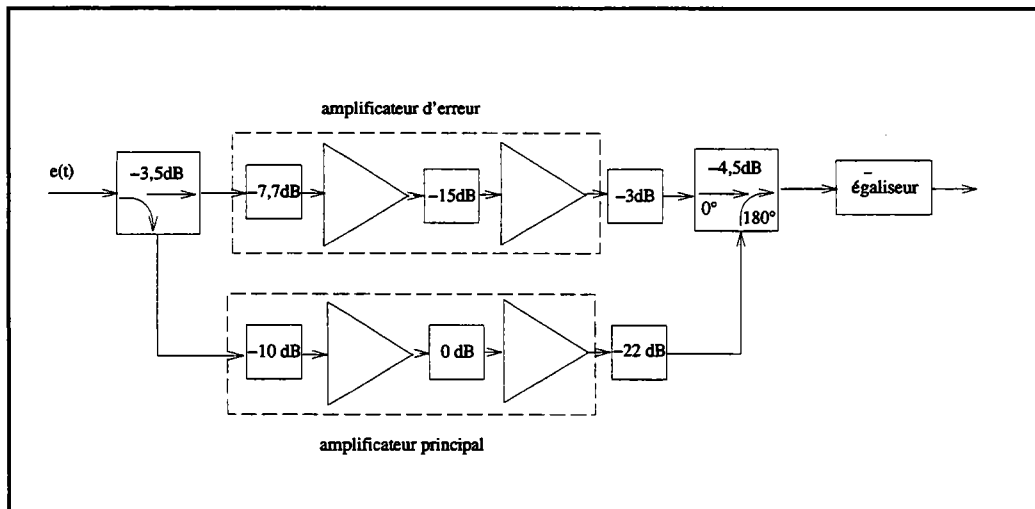 amplificateur d'erreur
e(t)
−3,5dB
−7,7dB
−15dB
−3dB
−4,5dB
0°
180°
égaliseur
−10 dB
0 dB
−22 dB
amplificateur principal